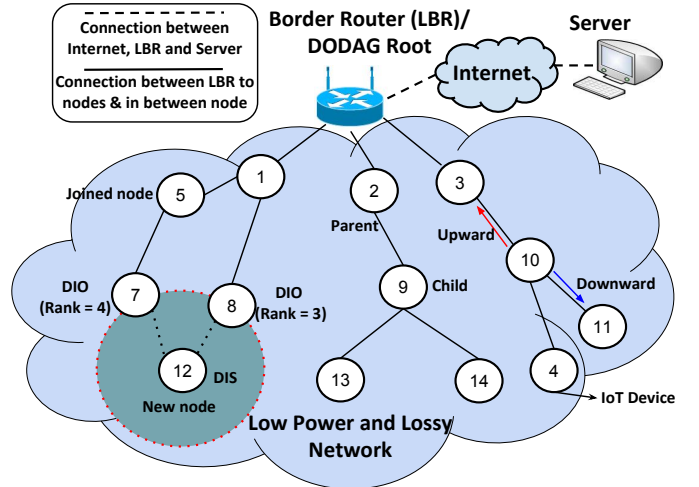 Connection between
Internet, LBR and Server
Connection between LBR to
nodes & in between node
Border Router (LBR)/
DODAG Root
Server
Internet
1
Joined node
5
2
3
Parent
Upward
10
Downward
DIO
(Rank = 4)
7
8
DIO
(Rank = 3)
9
Child
11
12
DIS
New node
13
14
4
IoT Device
Low Power and Lossy
Network